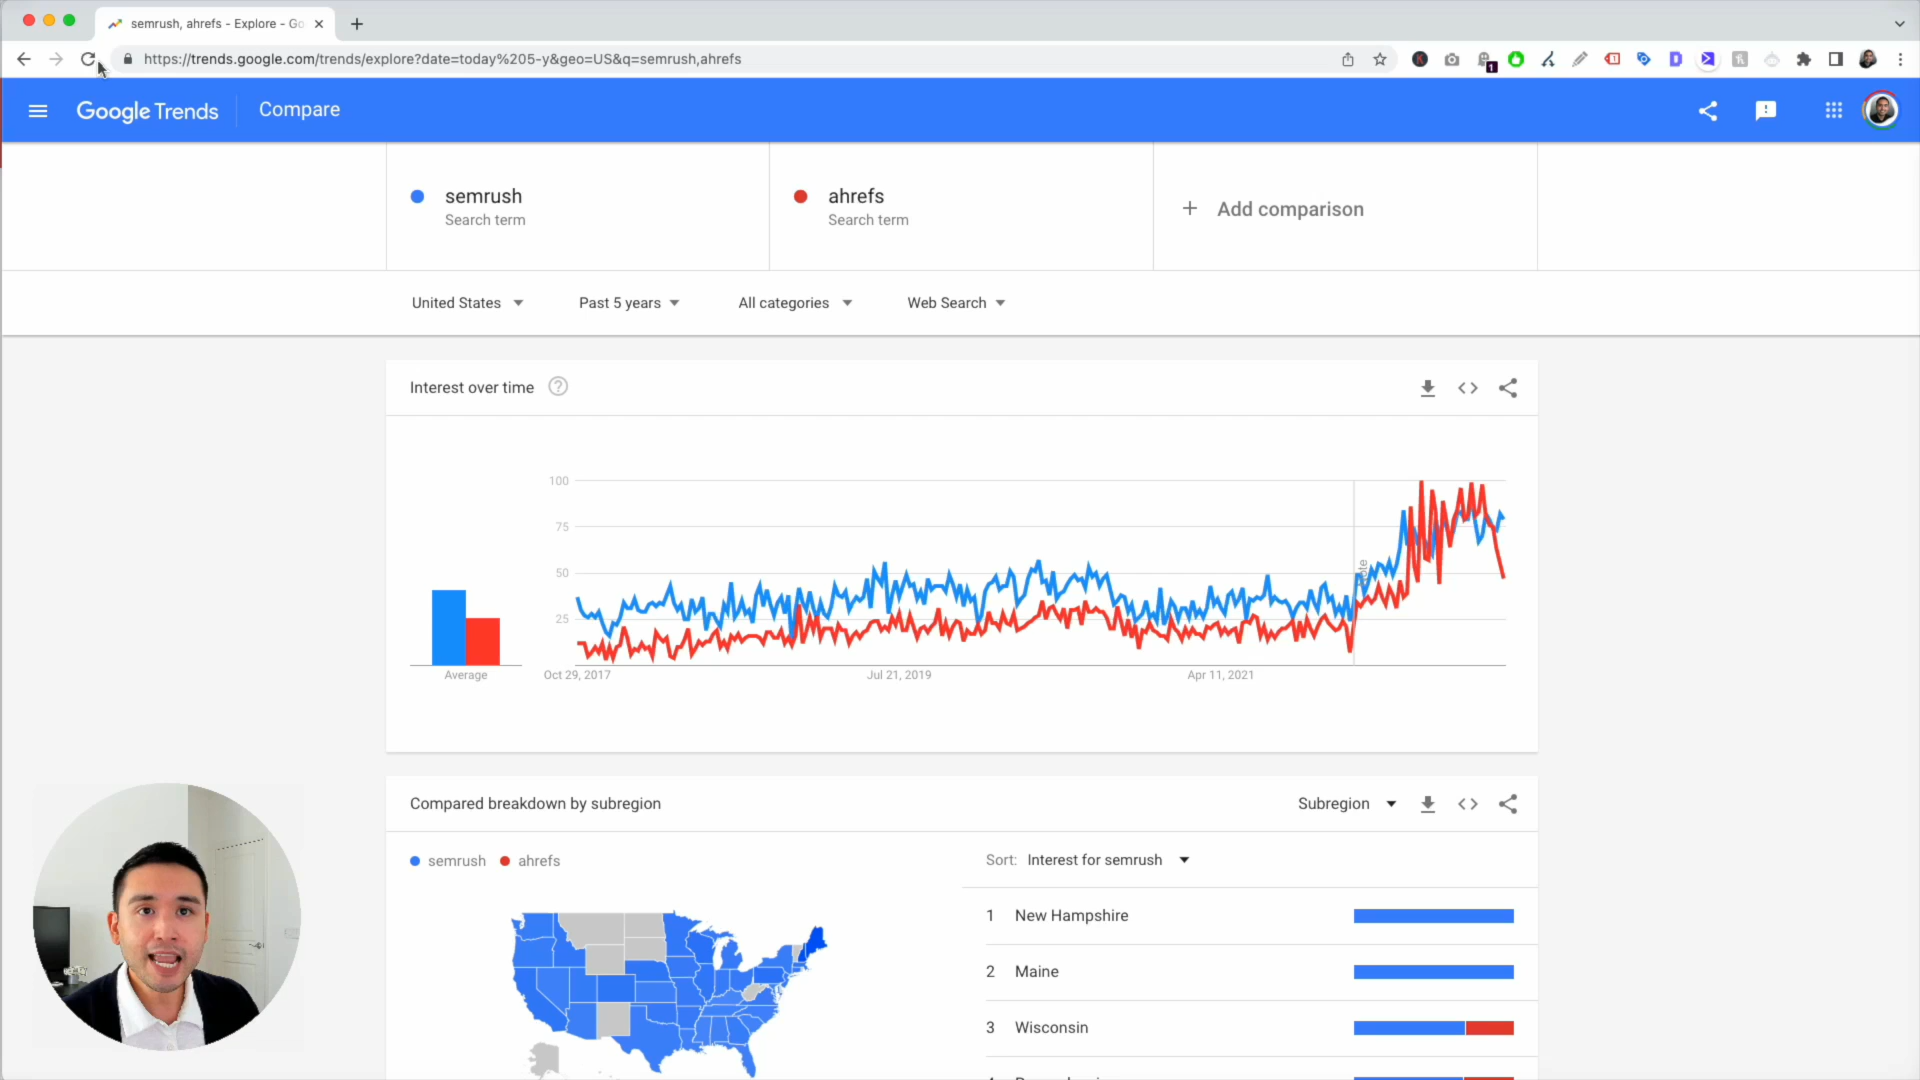 semrush, ahrefs - Explore - Go
https://trends.google.com/trends/explore?date=today%205-y&geo=US&q=semrush,ahrefs
1
Google Trends
Compare
semrush
Search term
ahrefs
Search term
+ Add comparison
United States
Past 5 years
All categories
Web Search
Interest over time
?
100
75
50
25
Note
Average
Oct 29, 2017
Jul 21, 2019
Apr 11, 2021
Compared breakdown by subregion
Subregion
semrush
ahrefs
Sort: Interest for semrush
1 New Hampshire
2 Maine
3 Wisconsin